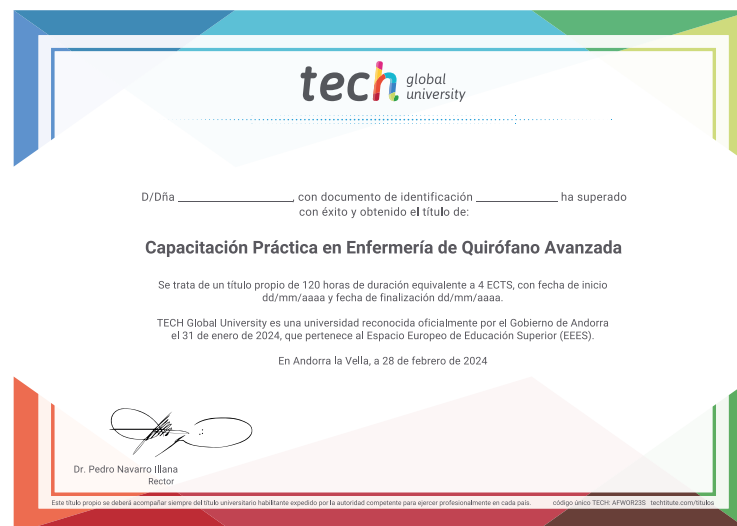 tech global
university
D/Dña ______________, con documento de identificación __________ ha superado
con éxito y obtenido el título de:
Capacitación Práctica en Enfermería de Quirófano Avanzada
Se trata de un título propio de 120 horas de duración equivalente a 4 ECTS, con fecha de inicio
dd/mm/aaaa y fecha de finalización dd/mm/aaaa.
TECH Global University es una universidad reconocida oficialmente por el Gobierno de Andorra
el 31 de enero de 2024, que pertenece al Espacio Europeo de Educación Superior (EEES).
En Andorra la Vella, a 28 de febrero de 2024
Dr. Pedro Navarro Illana
Rector
Este título propio se deberá acompañar siempre del título universitario habilitante expedido por la autoridad competente para ejercer profesionalmente en cada país. código único TECH: AFWOR23S techtitute.com/titulos